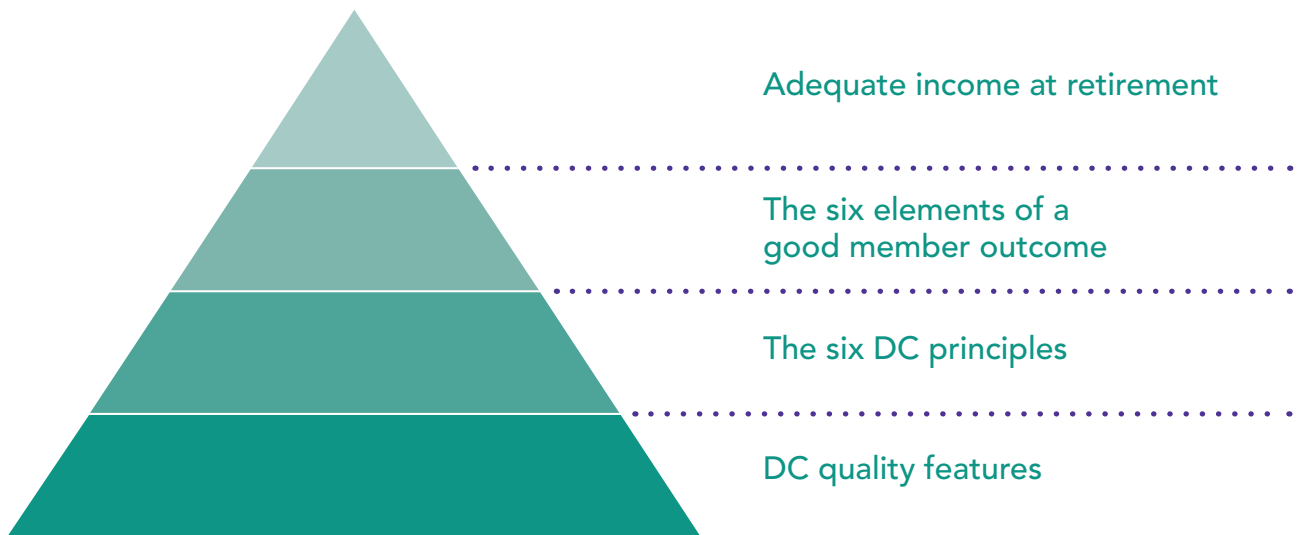 Adequate income at retirement
The six elements of a
good member outcome
The six DC principles
DC quality features